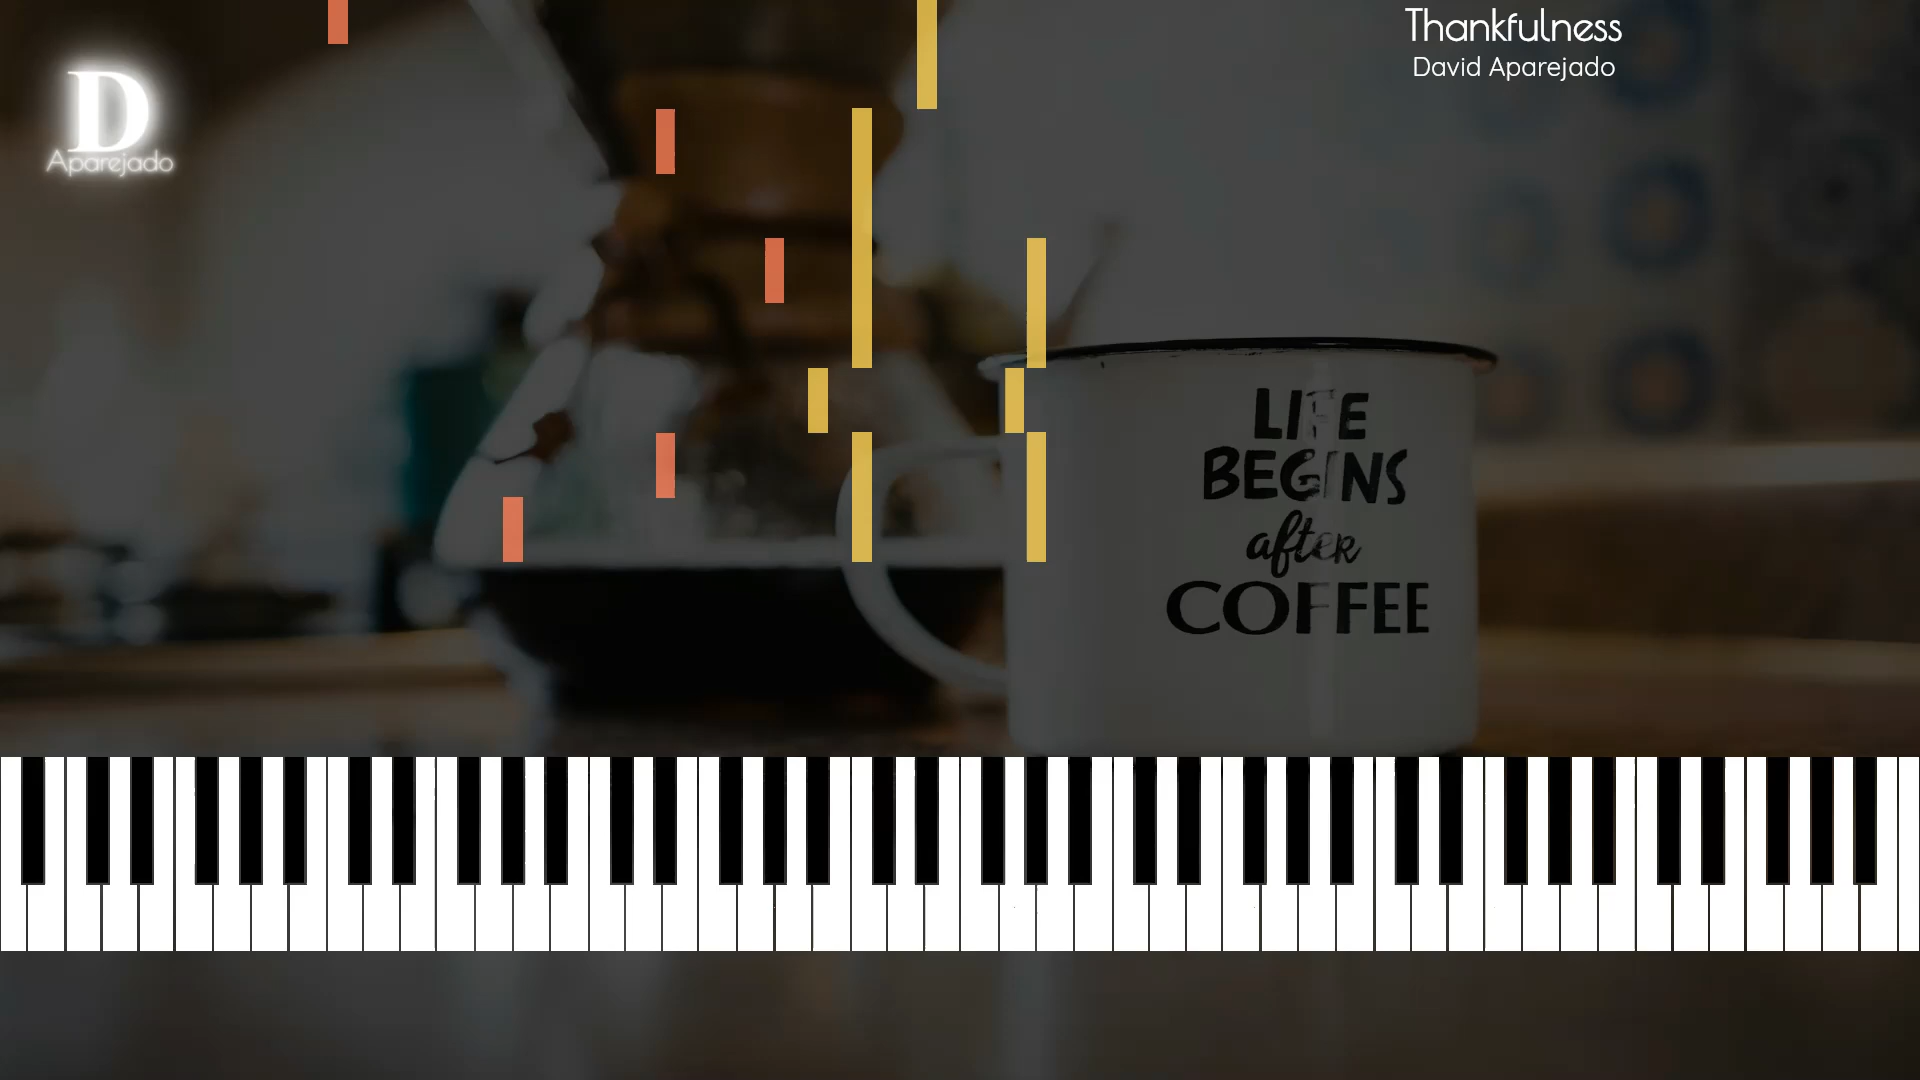 Thankfulness
David Aparejado
D
Aparejado
LIFE
BEGINS
after
COFFEE